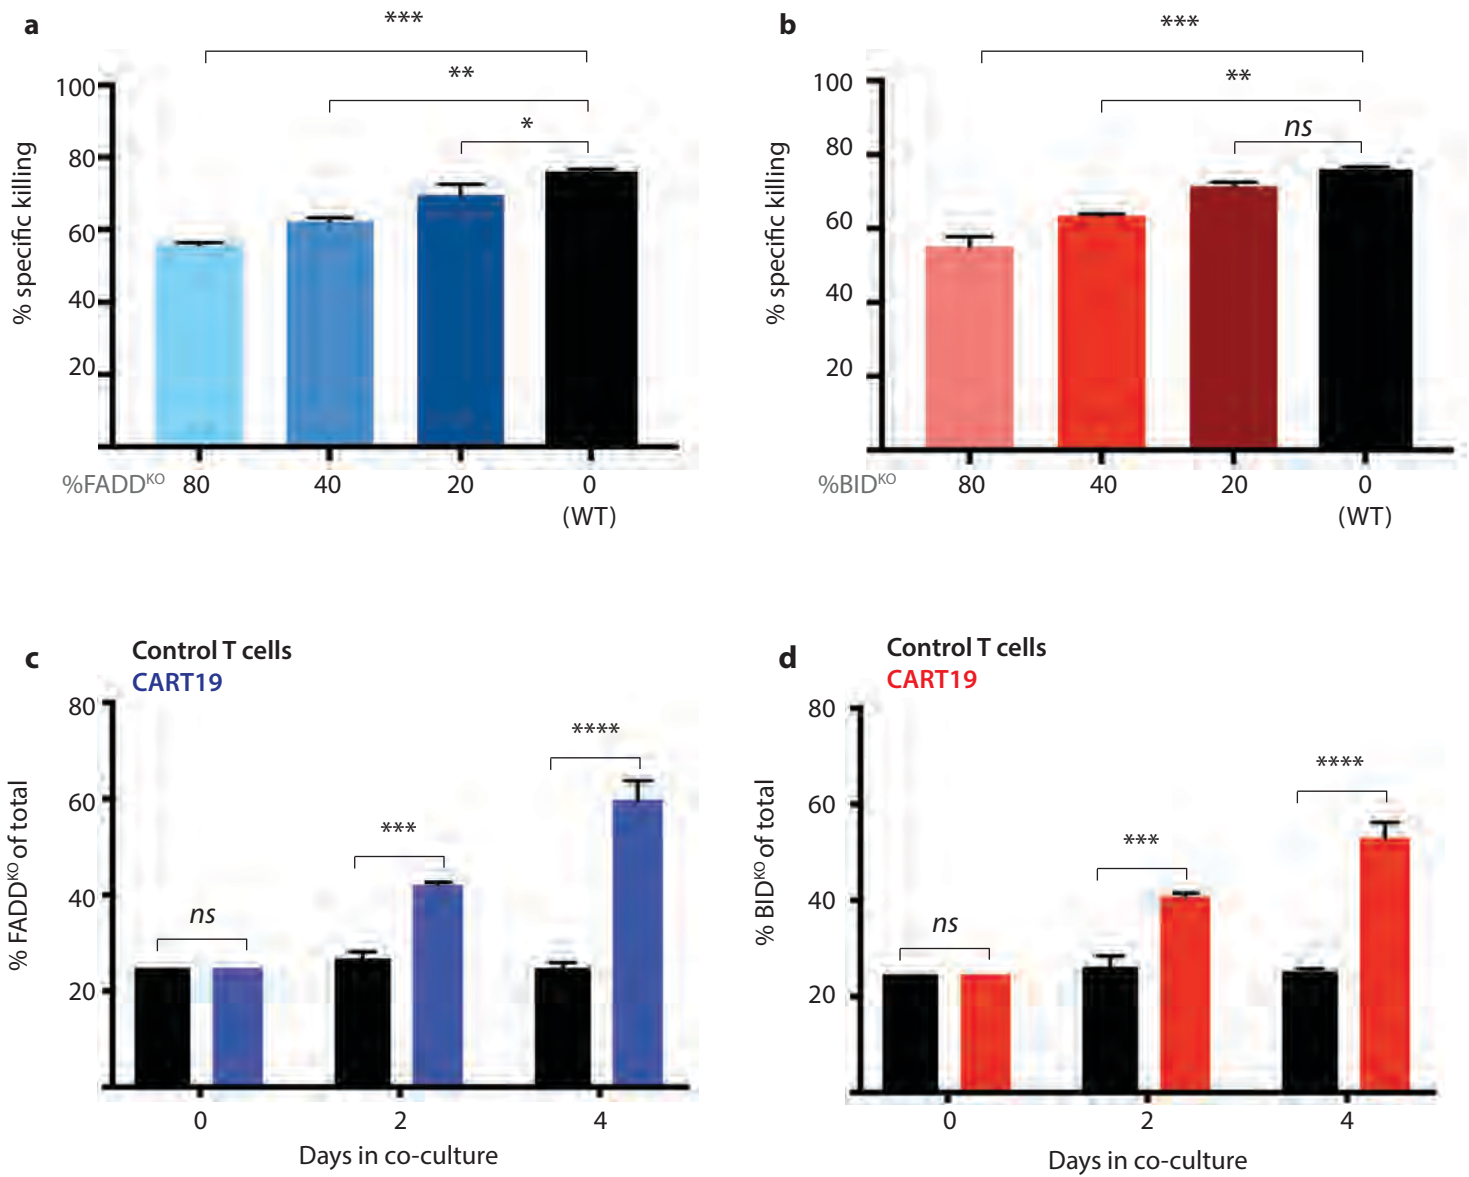 a
***
**
*
100
80
60
40
20
% specific killing
%FADDKO 80 40 20 0
(WT)
b
***
**
ns
100
80
60
40
20
% specific killing
%BIDKO 80 40 20 0
(WT)
c
Control T cells
CART19
80
60
40
20
% FADDKO of total
ns
***
****
0 2 4
Days in co-culture
d
Control T cells
CART19
80
60
40
20
% BIDKO of total
ns
***
****
0 2 4
Days in co-culture